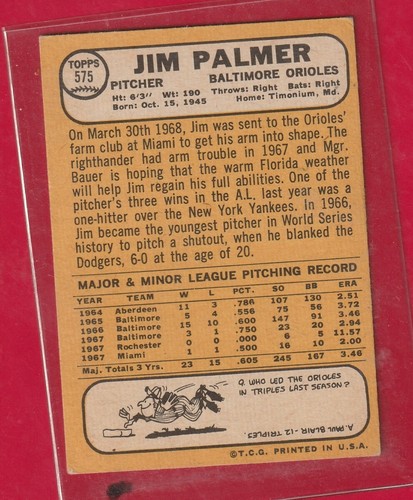 TOPPS
575
JIM PALMER
PITCHER BALTIMORE ORIOLES
Ht: 6'3" Wt: 190 Throws: Right Bats: Right
Born: Oct. 15, 1945 Home: Timonium, Md.
On March 30th 1968, Jim was sent to the Orioles'
farm club at Miami to get his arm into shape. The
righthander had arm trouble in 1967 and Mgr.
Bauer is hoping that the warm Florida weather
will help Jim regain his full abilities. One of the
pitcher's three wins in the A.L. last year was a
one-hitter over the New York Yankees. In 1966,
Jim became the youngest pitcher in World Series
history to pitch a shutout, when he blanked the
Dodgers, 6-0 at the age of 20.
MAJOR & MINOR LEAGUE PITCHING RECORD
YEAR TEAM W L PCT. SO BB ERA
1964 Aberdeen 11 3 .786 107 130 2.51
1965 Baltimore 5 4 .556 75 56 3.72
1966 Baltimore 15 10 .600 147 91 3.46
1967 Baltimore 3 1 .750 23 20 2.94
1967 Rochester 0 0 .000 6 5 11.57
1967 Miami 1 1 .500 16 10 2.00
Maj. Totals 3 Yrs. 23 15 .605 245 167 3.46
Q. WHO LED THE ORIOLES
IN TRIPLES LAST SEASON?
A. PAUL BLAIR-12 TRIPLES.
©T.C.G. PRINTED IN U.S.A.